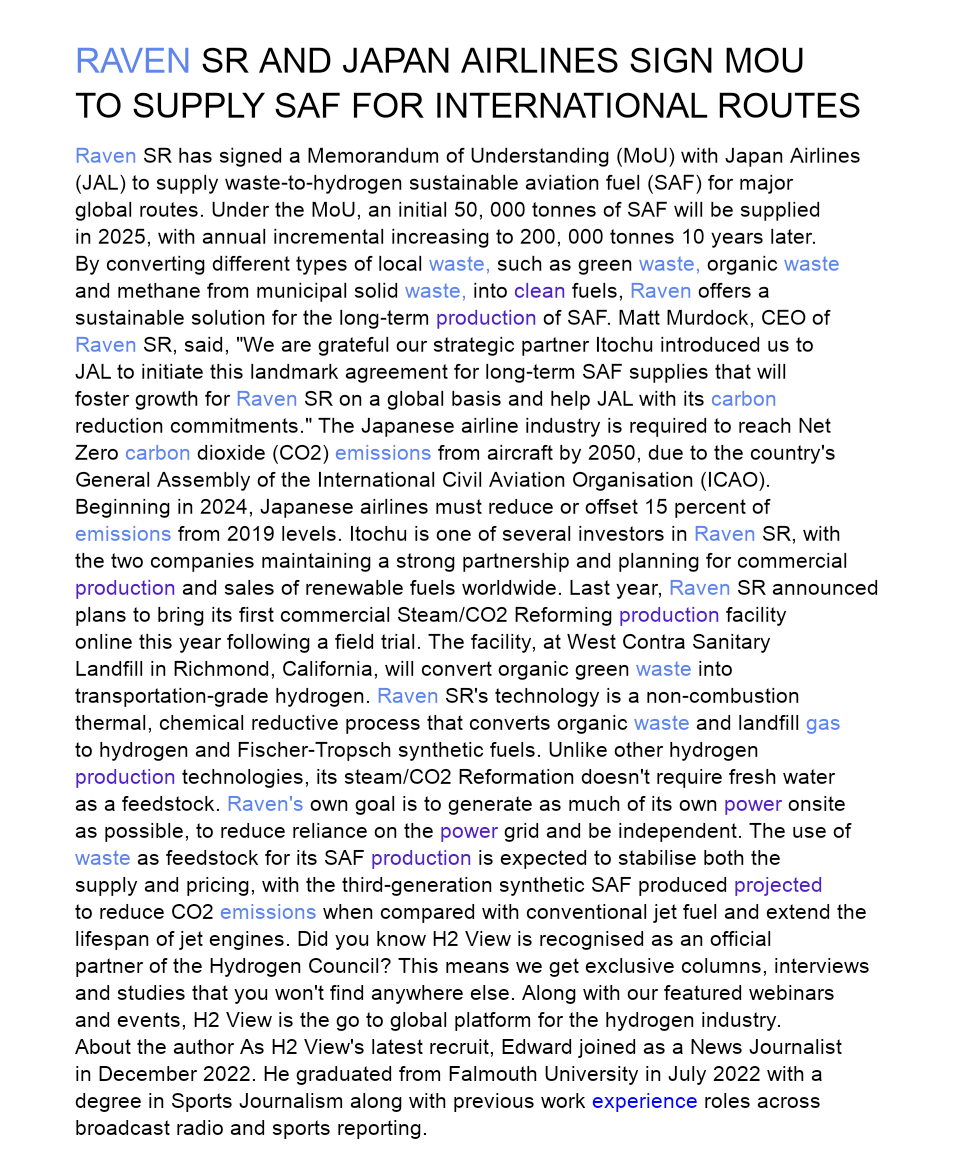 RAVEN SR AND JAPAN AIRLINES SIGN MOU
TO SUPPLY SAF FOR INTERNATIONAL ROUTES
Raven SR has signed a Memorandum of Understanding (MoU) with Japan Airlines
(JAL) to supply waste-to-hydrogen sustainable aviation fuel (SAF) for major
global routes. Under the MoU, an initial 50, 000 tonnes of SAF will be supplied
in 2025, with annual incremental increasing to 200, 000 tonnes 10 years later.
By converting different types of local waste, such as green waste, organic waste
and methane from municipal solid waste, into clean fuels, Raven offers a
sustainable solution for the long-term production of SAF. Matt Murdock, CEO of
Raven SR, said, "We are grateful our strategic partner Itochu introduced us to
JAL to initiate this landmark agreement for long-term SAF supplies that will
foster growth for Raven SR on a global basis and help JAL with its carbon
reduction commitments." The Japanese airline industry is required to reach Net
Zero carbon dioxide (CO2) emissions from aircraft by 2050, due to the country's
General Assembly of the International Civil Aviation Organisation (ICAO).
Beginning in 2024, Japanese airlines must reduce or offset 15 percent of
emissions from 2019 levels. Itochu is one of several investors in Raven SR, with
the two companies maintaining a strong partnership and planning for commercial
production and sales of renewable fuels worldwide. Last year, Raven SR announced
plans to bring its first commercial Steam/CO2 Reforming production facility
online this year following a field trial. The facility, at West Contra Sanitary
Landfill in Richmond, California, will convert organic green waste into
transportation-grade hydrogen. Raven SR's technology is a non-combustion
thermal, chemical reductive process that converts organic waste and landfill gas
to hydrogen and Fischer-Tropsch synthetic fuels. Unlike other hydrogen
production technologies, its steam/CO2 Reformation doesn't require fresh water
as a feedstock. Raven's own goal is to generate as much of its own power onsite
as possible, to reduce reliance on the power grid and be independent. The use of
waste as feedstock for its SAF production is expected to stabilise both the
supply and pricing, with the third-generation synthetic SAF produced projected
to reduce CO2 emissions when compared with conventional jet fuel and extend the
lifespan of jet engines. Did you know H2 View is recognised as an official
partner of the Hydrogen Council? This means we get exclusive columns, interviews
and studies that you won't find anywhere else. Along with our featured webinars
and events, H2 View is the go to global platform for the hydrogen industry.
About the author As H2 View's latest recruit, Edward joined as a News Journalist
in December 2022. He graduated from Falmouth University in July 2022 with a
degree in Sports Journalism along with previous work experience roles across
broadcast radio and sports reporting.